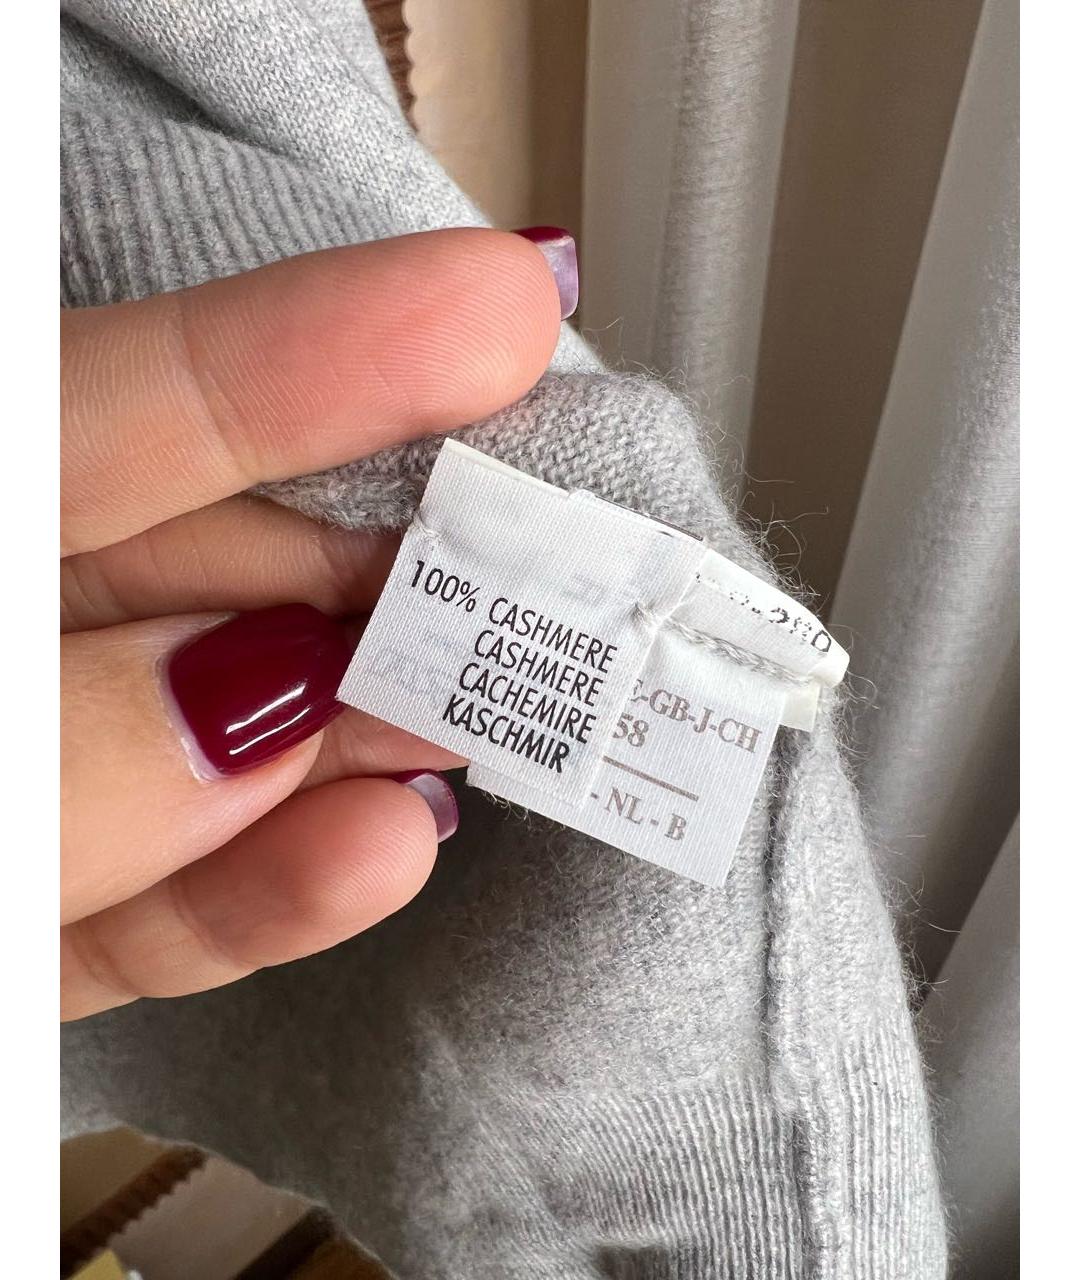 100% CASHMERE
CASHMERE
CACHEMIRE
KASCHMIR
E-GB-J-CH
58
- NL - B